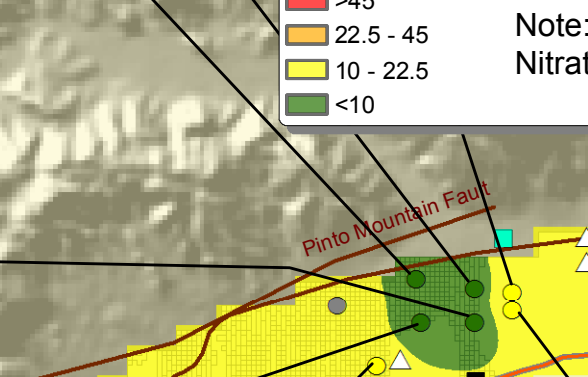 >45
22.5 - 45
10 - 22.5
<10
Note:
Nitrat
Pinto Mountain Fault